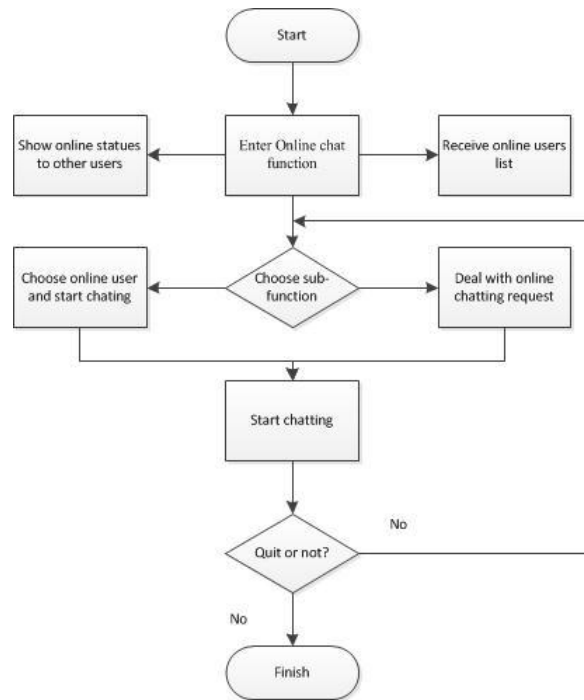 Start
Show online statues
to other users
Enter Online chat
function
Receive online users
list
Choose online user
and start chating
Choose sub-
function
Deal with online
chatting request
Start chatting
Quit or not?
No
No
Finish